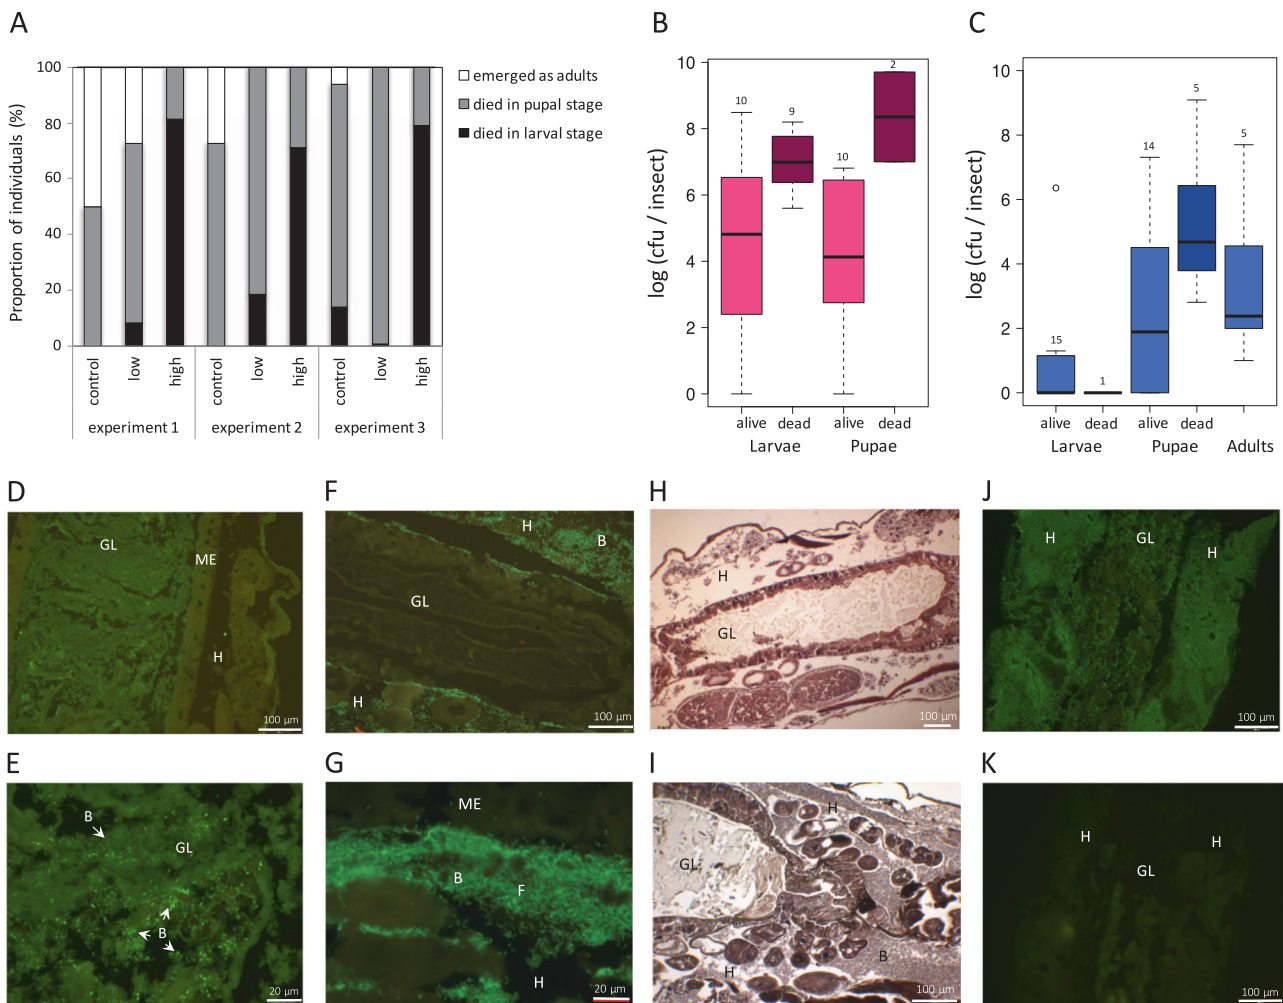 A
B
C
100
80
60
40
20
0
Proportion of individuals (%)
emerged as adults
died in pupal stage
died in larval stage
control
low
high
control
low
high
control
low
high
experiment 1
experiment 2
experiment 3
10
8
6
4
2
0
log (cfu / insect)
10
9
10
2
alive
dead
alive
dead
Larvae
Pupae
10
8
6
4
2
0
log (cfu / insect)
15
1
14
5
5
alive
dead
alive
dead
Larvae
Pupae
Adults
D
GL
ME
H
100 µm
F
H
B
GL
H
100 µm
H
H
GL
100 µm
J
H
GL
H
100 µm
E
B
GL
B
20 µm
G
ME
B
F
H
20 µm
I
H
GL
B
H
100 µm
K
H
H
GL
100 µm